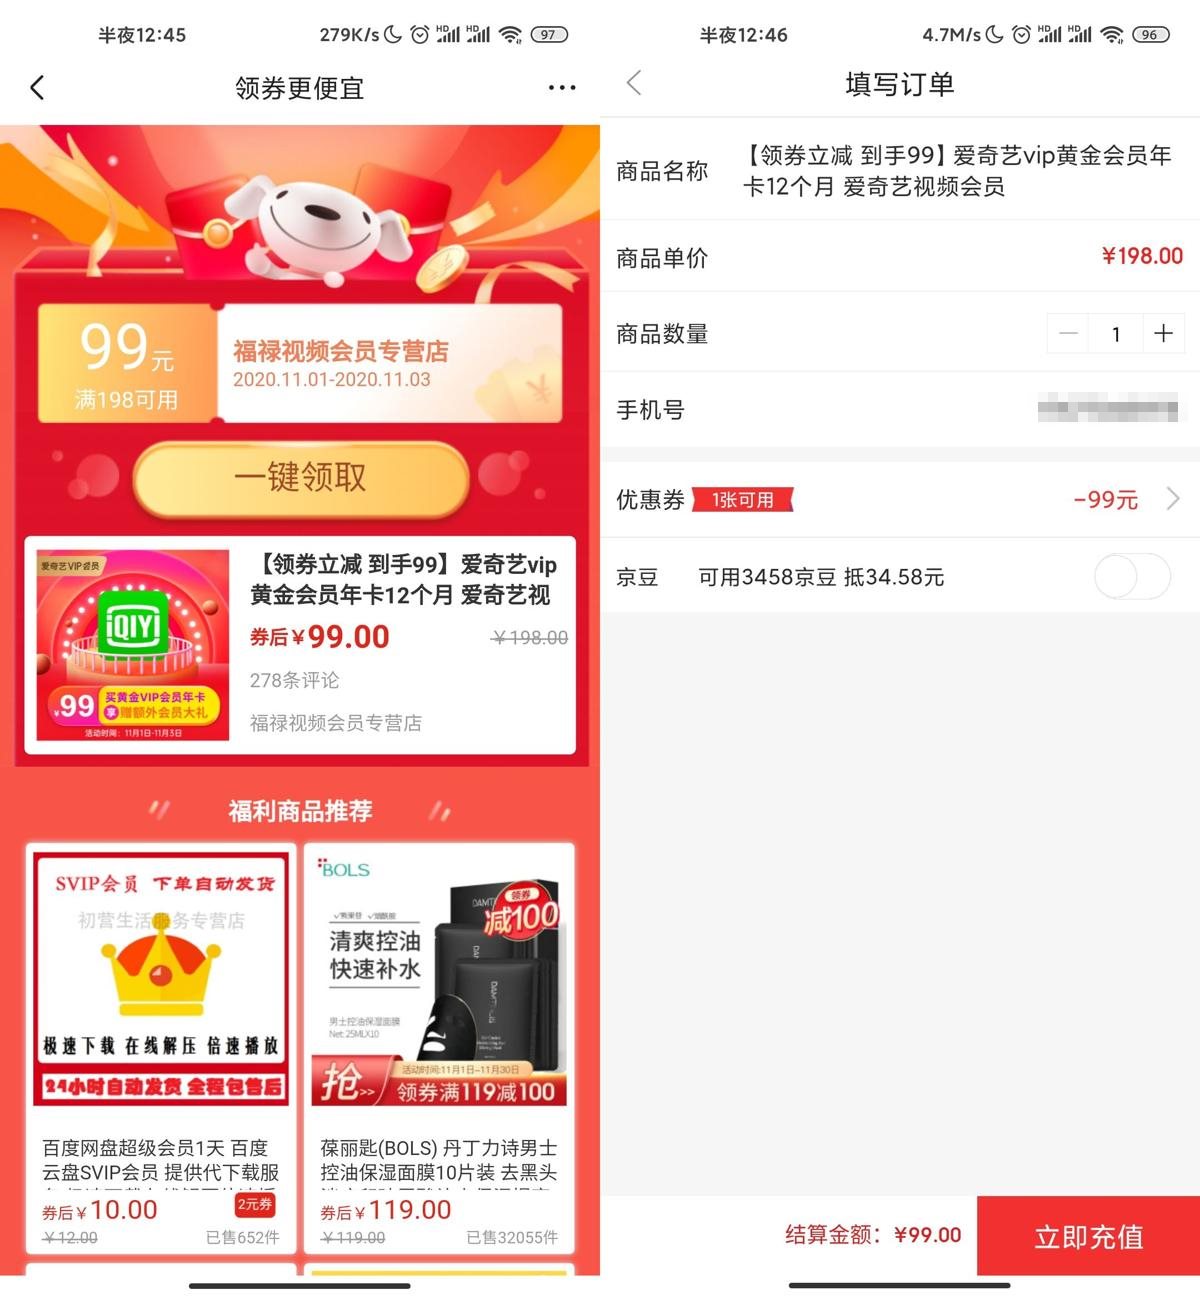 半夜12:45
279K/s
HD
HD
97
领券更便宜
99元
满198可用
福禄视频会员专营店
2020.11.01-2020.11.03
¥
一键领取
爱奇艺VIP会员
iQIYI
¥99
买黄金VIP会员年卡
享赠额外会员大礼
活动时间：11月1日-11月3日
【领券立减 到手99】爱奇艺vip
黄金会员年卡12个月 爱奇艺视
券后¥99.00
¥198.00
278条评论
福禄视频会员专营店
福利商品推荐
SVIP会员 下单自动发货
初营生活服务专营店
极速下载 在线解压 倍速播放
24小时自动发货 全程包售后
百度网盘超级会员1天 百度
云盘SVIP会员 提供代下载服
券后¥10.00
2元券
¥12.00
已售652件
BOLS
清爽控油
快速补水
男士控油保湿面膜
Net:25MLX10
领券
减100
抢>>
活动时间:11月1日-11月30日
领券满119减100
葆丽匙(BOLS) 丹丁力诗男士
控油保湿面膜10片装 去黑头
券后¥119.00
¥119.00
已售32055件
半夜12:46
4.7M/s
HD
HD
96
填写订单
商品名称
【领券立减 到手99】爱奇艺vip黄金会员年
卡12个月 爱奇艺视频会员
商品单价
¥198.00
商品数量
1
手机号
优惠券
1张可用
-99元
京豆
可用3458京豆 抵34.58元
结算金额：¥99.00
立即充值